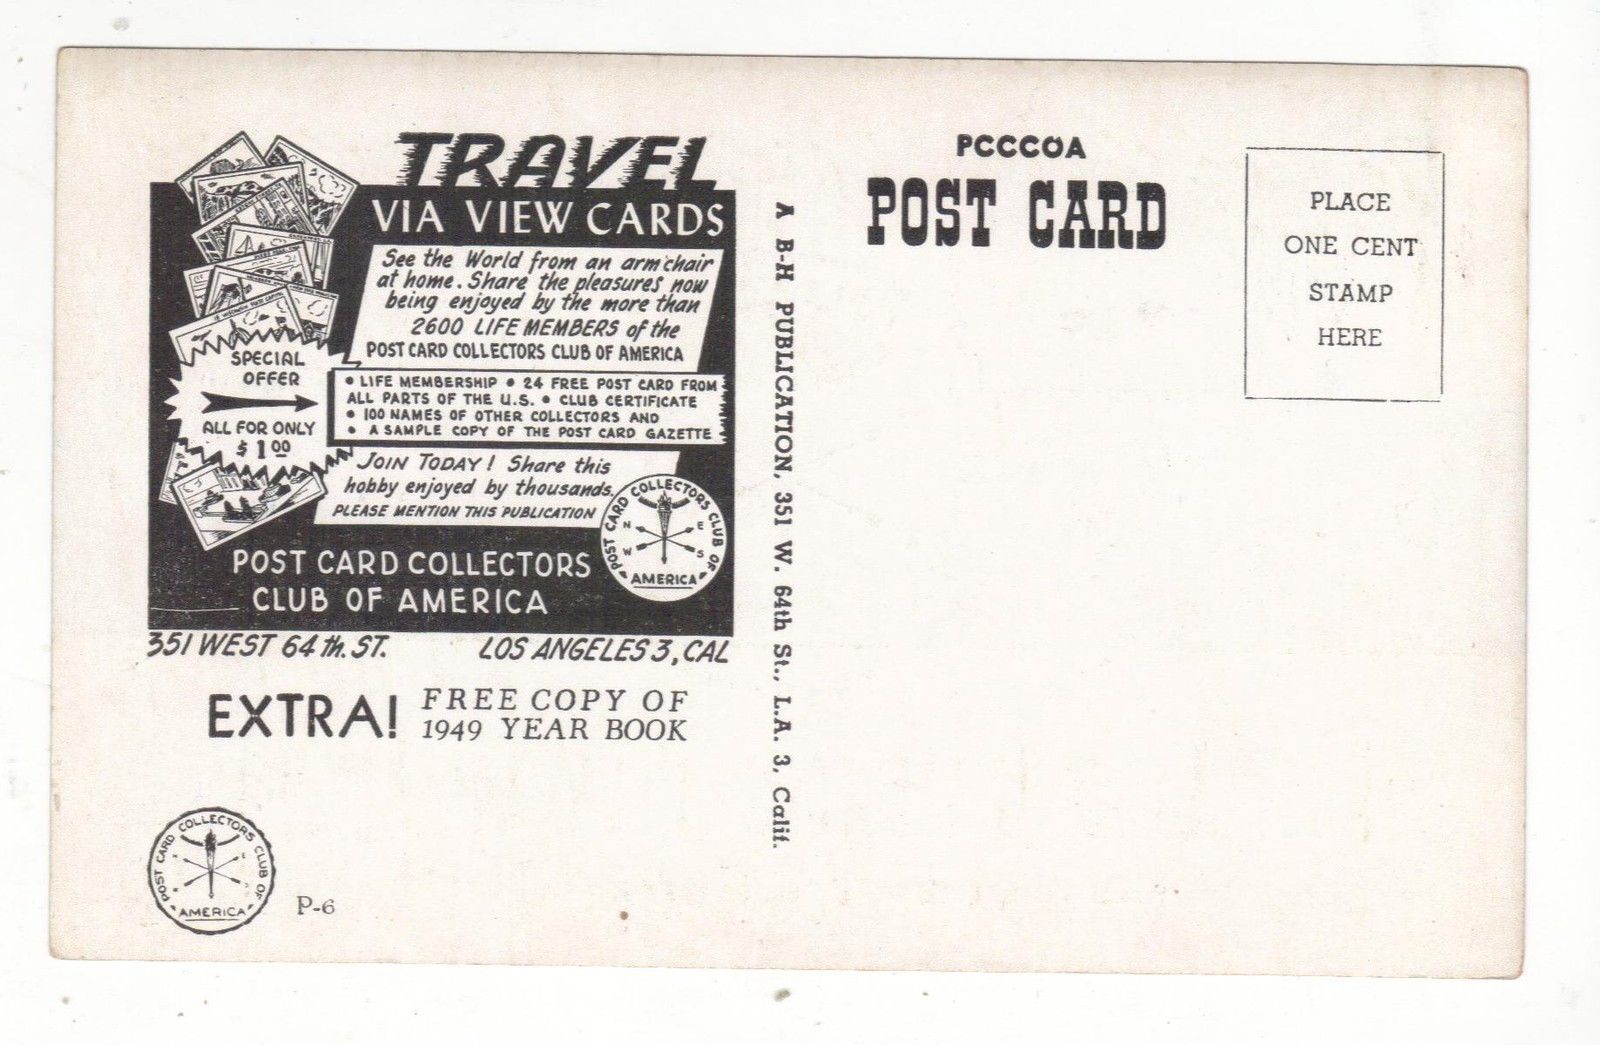 TRAVEL
VIA VIEW CARDS
See the World from an armchair
at home. Share the pleasures now
being enjoyed by the more than
2600 LIFE MEMBERS of the
POST CARD COLLECTORS CLUB OF AMERICA
SPECIAL
OFFER
ALL FOR ONLY
$1.00
• LIFE MEMBERSHIP • 24 FREE POST CARD FROM
ALL PARTS OF THE U.S. • CLUB CERTIFICATE
• 100 NAMES OF OTHER COLLECTORS AND
• A SAMPLE COPY OF THE POST CARD GAZETTE
JOIN TODAY! Share this
hobby enjoyed by thousands.
PLEASE MENTION THIS PUBLICATION
POST CARD COLLECTORS CLUB OF
AMERICA
N E
W S
POST CARD COLLECTORS
CLUB OF AMERICA
351 WEST 64th. ST. LOS ANGELES 3, CAL
EXTRA! FREE COPY OF
1949 YEAR BOOK
POST CARD COLLECTORS CLUB OF
AMERICA
P-6
A B-H PUBLICATION, 351 W. 64th St., L.A. 3, Calif.
PCCCOA
POST CARD
PLACE
ONE CENT
STAMP
HERE